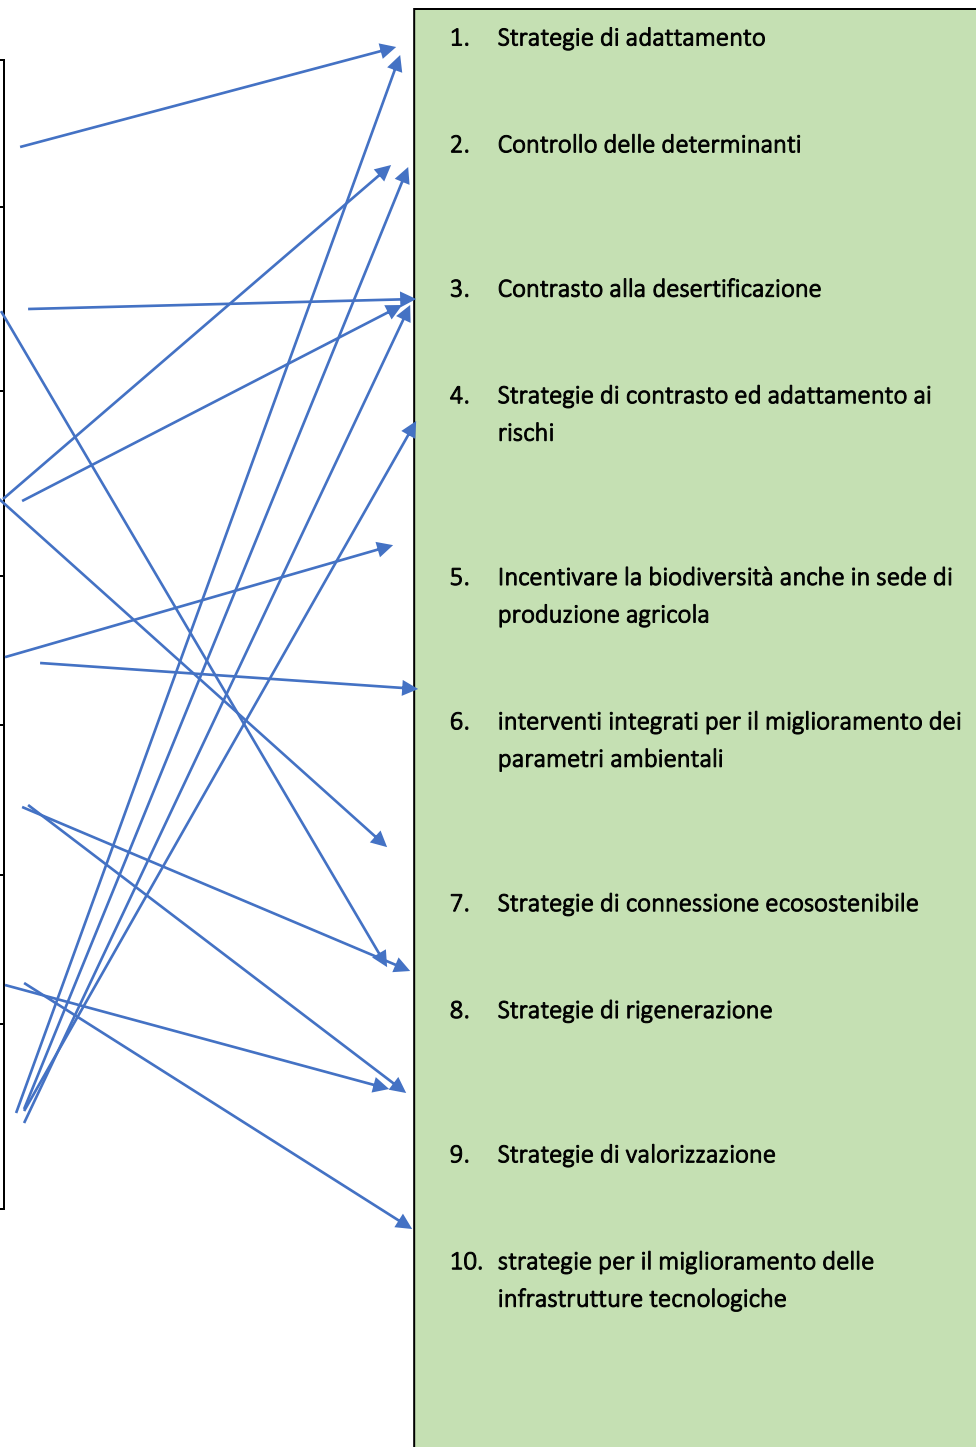 1. Strategie di adattamento
2. Controllo delle determinanti
3. Contrasto alla desertificazione
4. Strategie di contrasto ed adattamento ai
rischi
5. Incentivare la biodiversità anche in sede di
produzione agricola
6. interventi integrati per il miglioramento dei
parametri ambientali
7. Strategie di connessione ecosostenibile
8. Strategie di rigenerazione
9. Strategie di valorizzazione
10. strategie per il miglioramento delle
infrastrutture tecnologiche